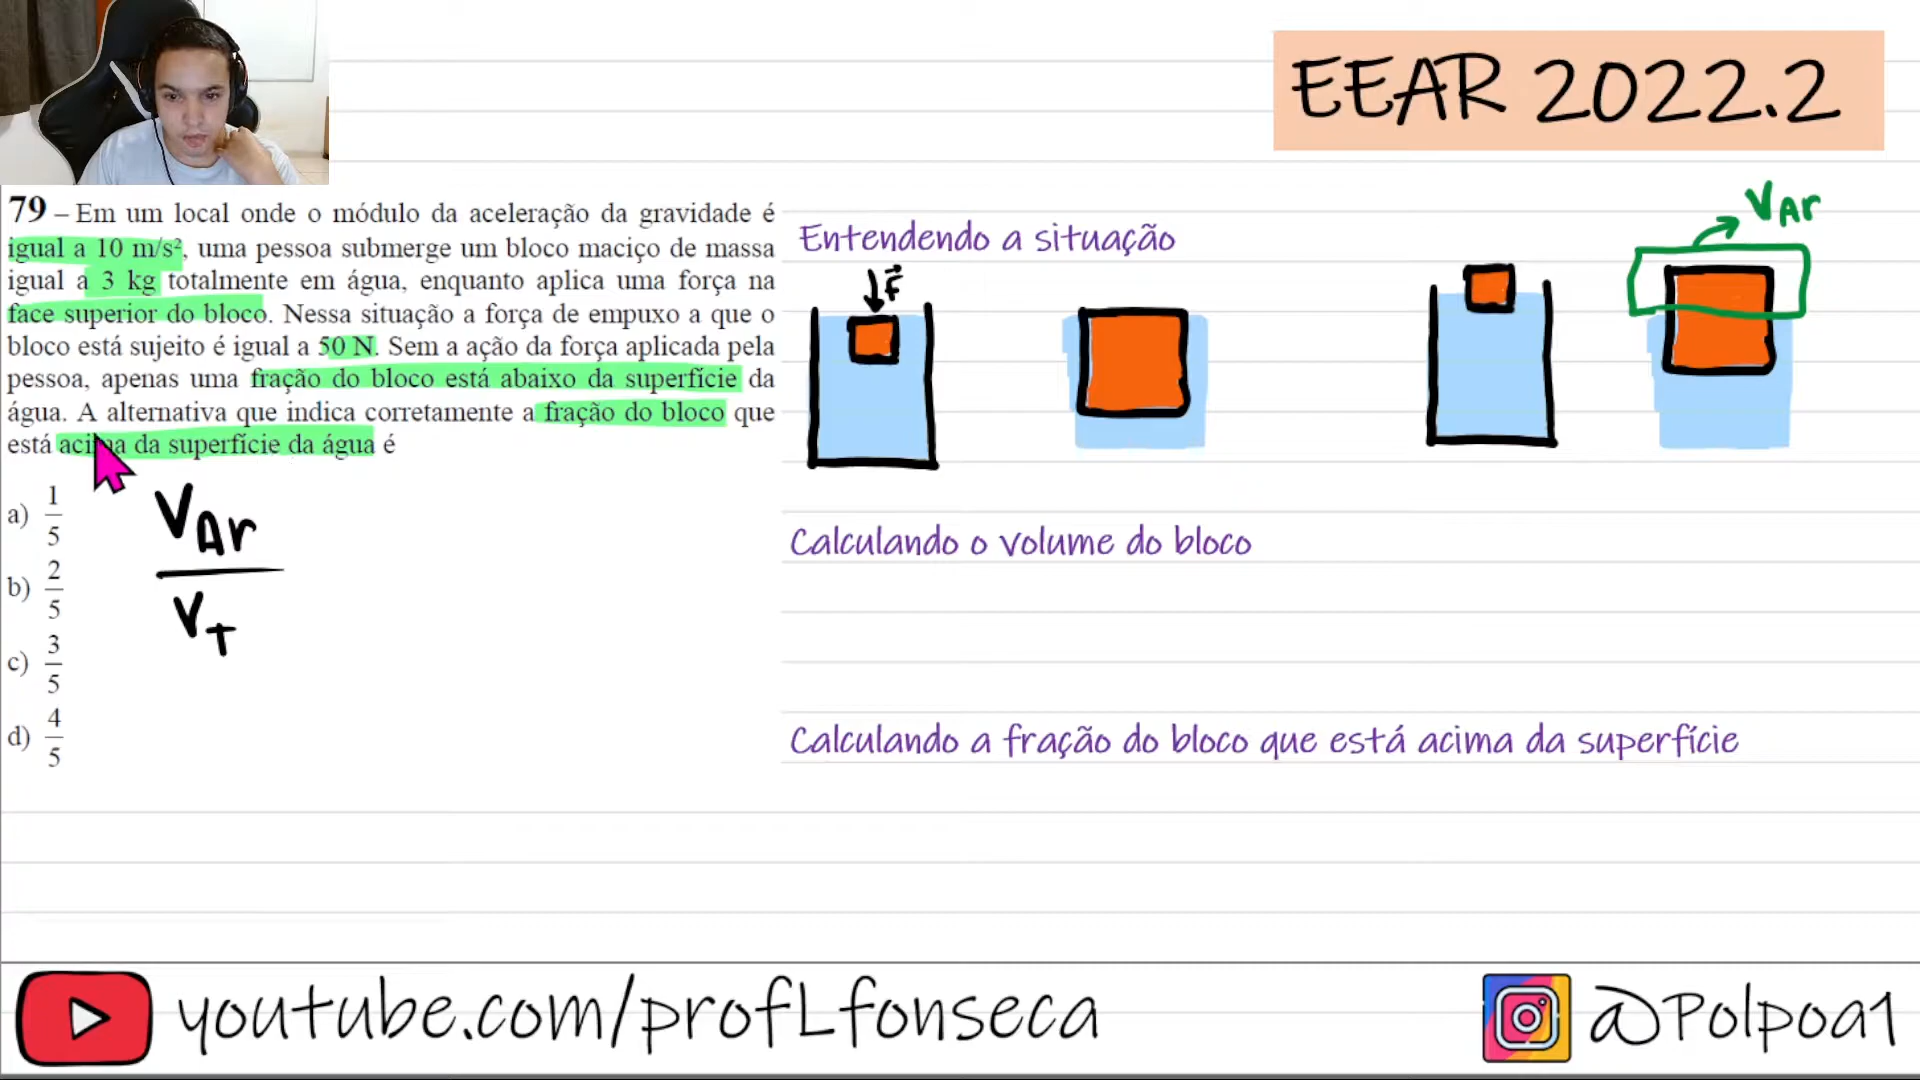 EEAR 2022.2
79 – Em um local onde o módulo da aceleração da gravidade é
igual a 10 m/s², uma pessoa submerge um bloco maciço de massa
igual a 3 kg totalmente em água, enquanto aplica uma força na
face superior do bloco. Nessa situação a força de empuxo a que o
bloco está sujeito é igual a 50 N. Sem a ação da força aplicada pela
pessoa, apenas uma fração do bloco está abaixo da superfície da
água. A alternativa que indica corretamente a fração do bloco que
está acima da superfície da água é
a) 1/5
b) 2/5
c) 3/5
d) 4/5
VAr
VT
Entendendo a situação
F
VAr
Calculando o volume do bloco
Calculando a fração do bloco que está acima da superfície
youtube.com/profLfonseca
@Polpoa1